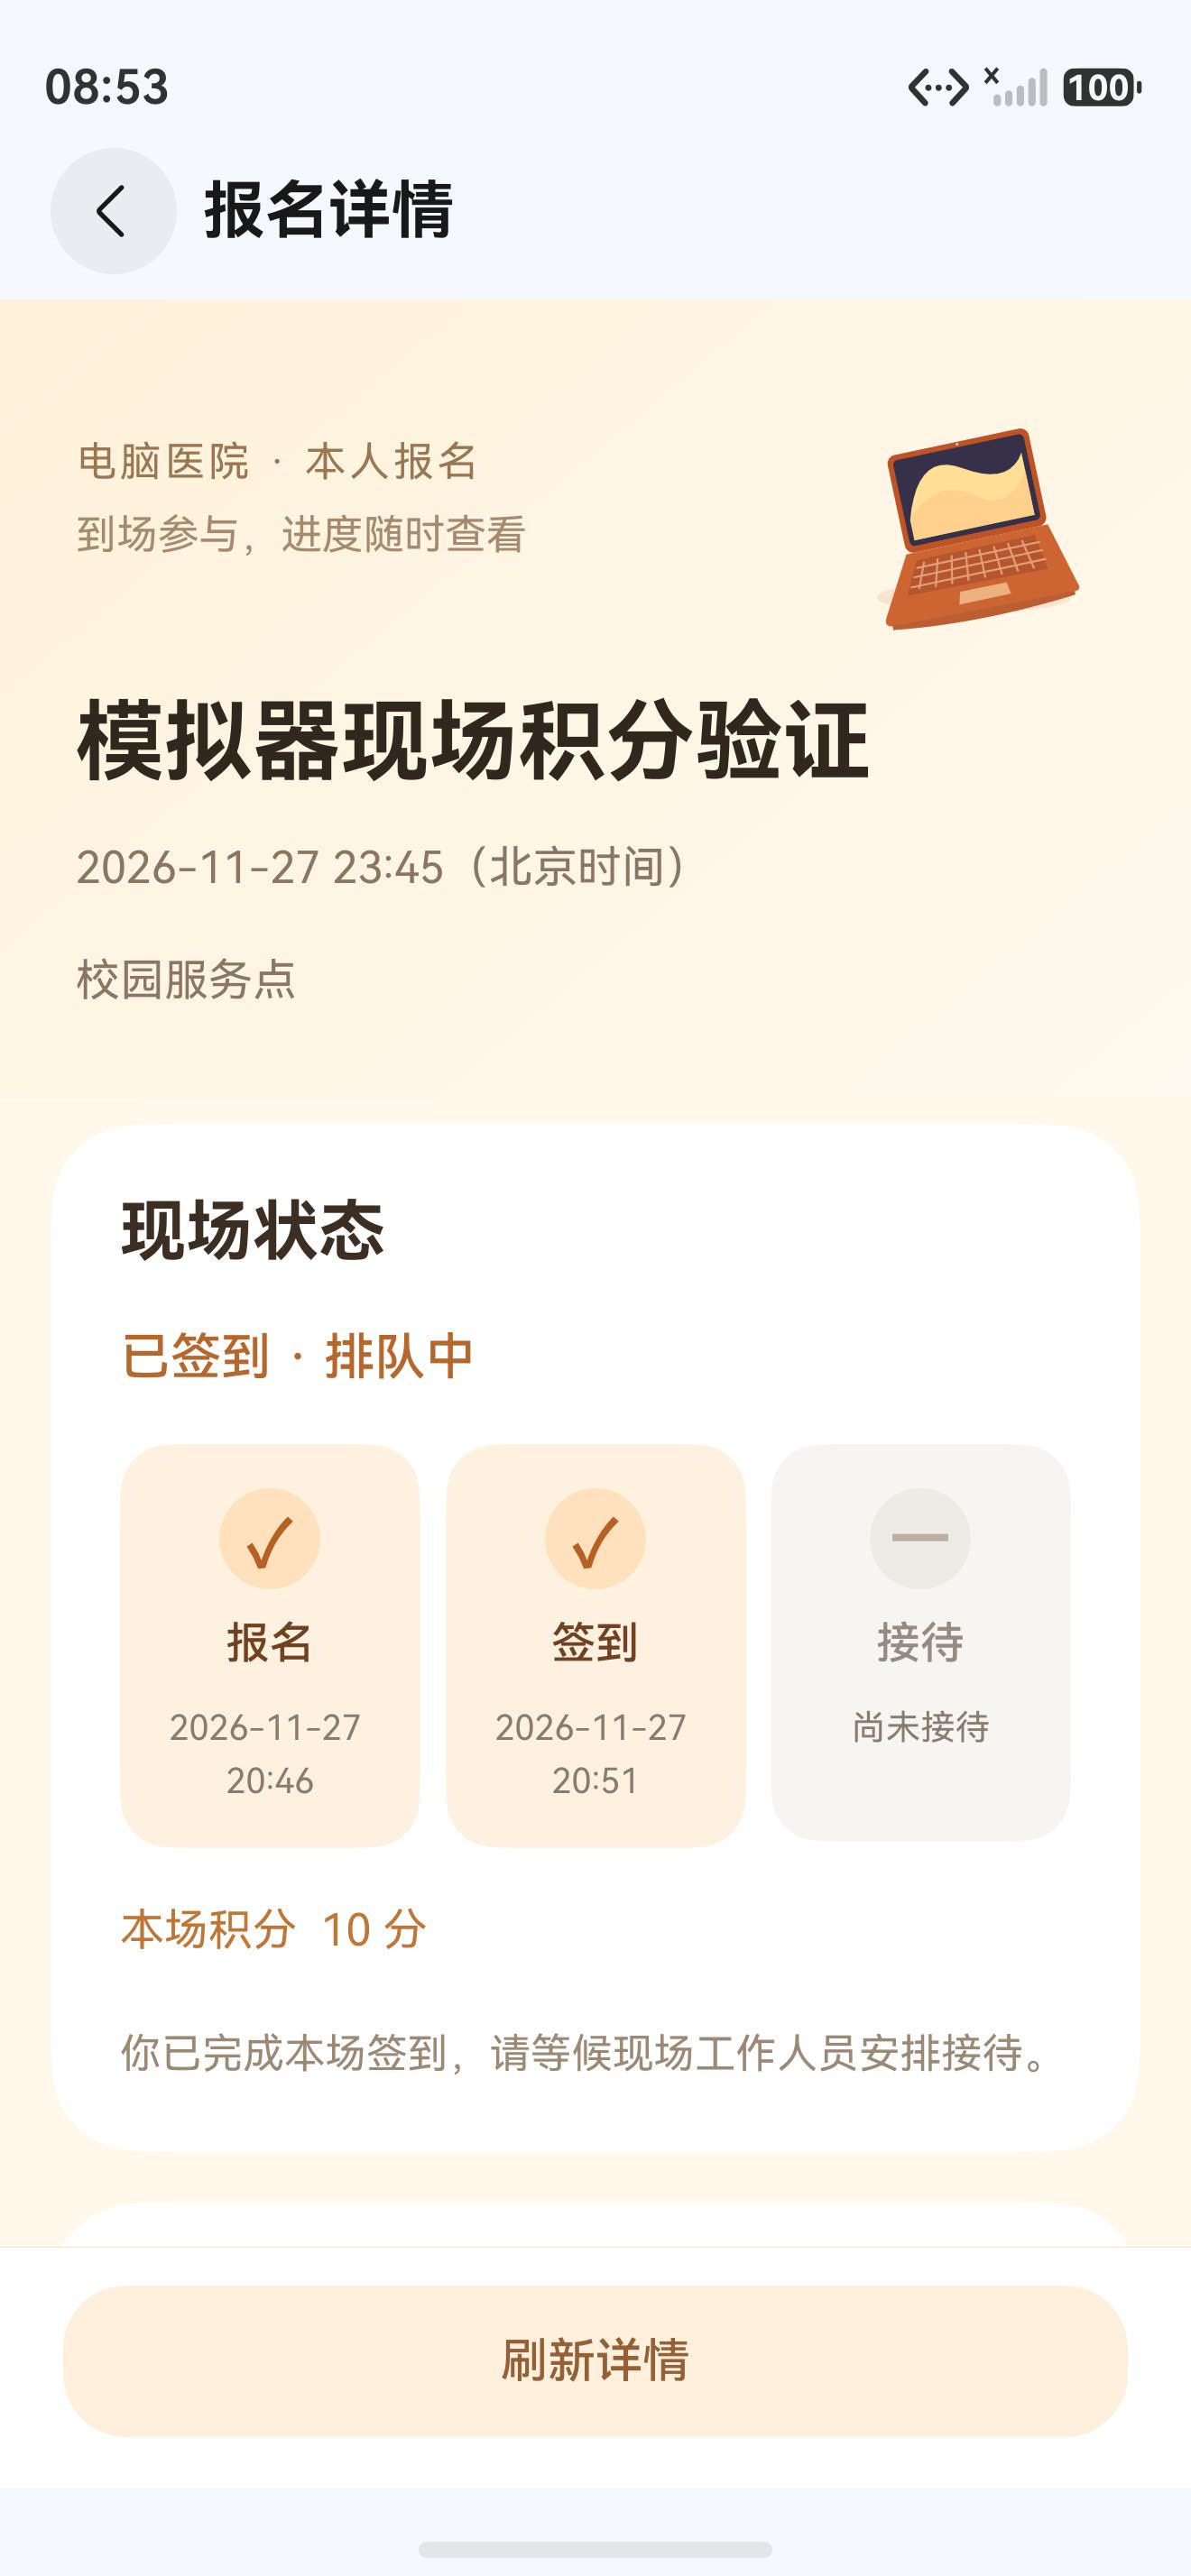 08:53
100
报名详情
电脑医院 · 本人报名
到场参与，进度随时查看
模拟器现场积分验证
2026-11-27 23:45（北京时间）
校园服务点
现场状态
已签到 · 排队中
报名
2026-11-27
20:46
签到
2026-11-27
20:51
接待
尚未接待
本场积分 10 分
你已完成本场签到，请等候现场工作人员安排接待。
刷新详情